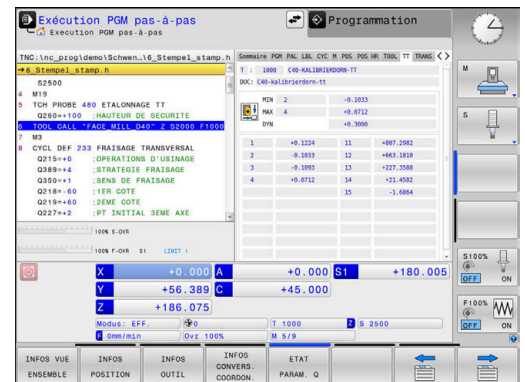 Exécution PGM pas-à-pas
Exécution PGM pas-à-pas
Programmation
TNC:\nc_prog\demo\Schwen…\6_Stempel_stamp.h
→6_Stempel_stamp.h
S2500
4 M19
5 TCH PROBE 480 ETALONNAGE TT
Q260=+100 ;HAUTEUR DE SECURITE
6 TOOL CALL "FACE_MILL_D40" Z S2000 F1000
7 M3
8 CYCL DEF 233 FRAISAGE TRANSVERSAL
Q215=+0 ;OPERATIONS D'USINAGE
Q389=+4 ;STRATEGIE FRAISAGE
Q350=+1 ;SENS DE FRAISAGE
Q218=-60 ;1ER COTE
Q219=+60 ;2EME COTE
Q227=+2 ;PT INITIAL 3EME AXE
Sommaire PGM PAL LBL CYC M POS POS HR TOOL TT TRANS
T : 1000 C40-KALIBRIERDORN-TT
DOC: C40-kalibrierdorn-tt
MIN 2 -0.1033
MAX 4 +0.0712
DYN +0.3000
1 +0.1224 11 +807.2982
2 -0.1033 12 +663.1810
3 -0.1093 13 +227.3588
4 +0.0712 14 +21.4582
15 -1.6864
100% S-OVR
100% F-OVR S1 LIMIT 1
X +0.000 A +0.000 S1 +180.005
Y +56.389 C +45.000
Z +186.075
Modus: EFF. 0 T 1000 Z S 2500
F 0mm/min Ovr 100% M 5/9
M
S
S100%
OFF ON
F100%
OFF ON
INFOS VUE ENSEMBLE
INFOS POSITION
INFOS OUTIL
INFOS CONVERS. COORDON.
ETAT PARAM. Q